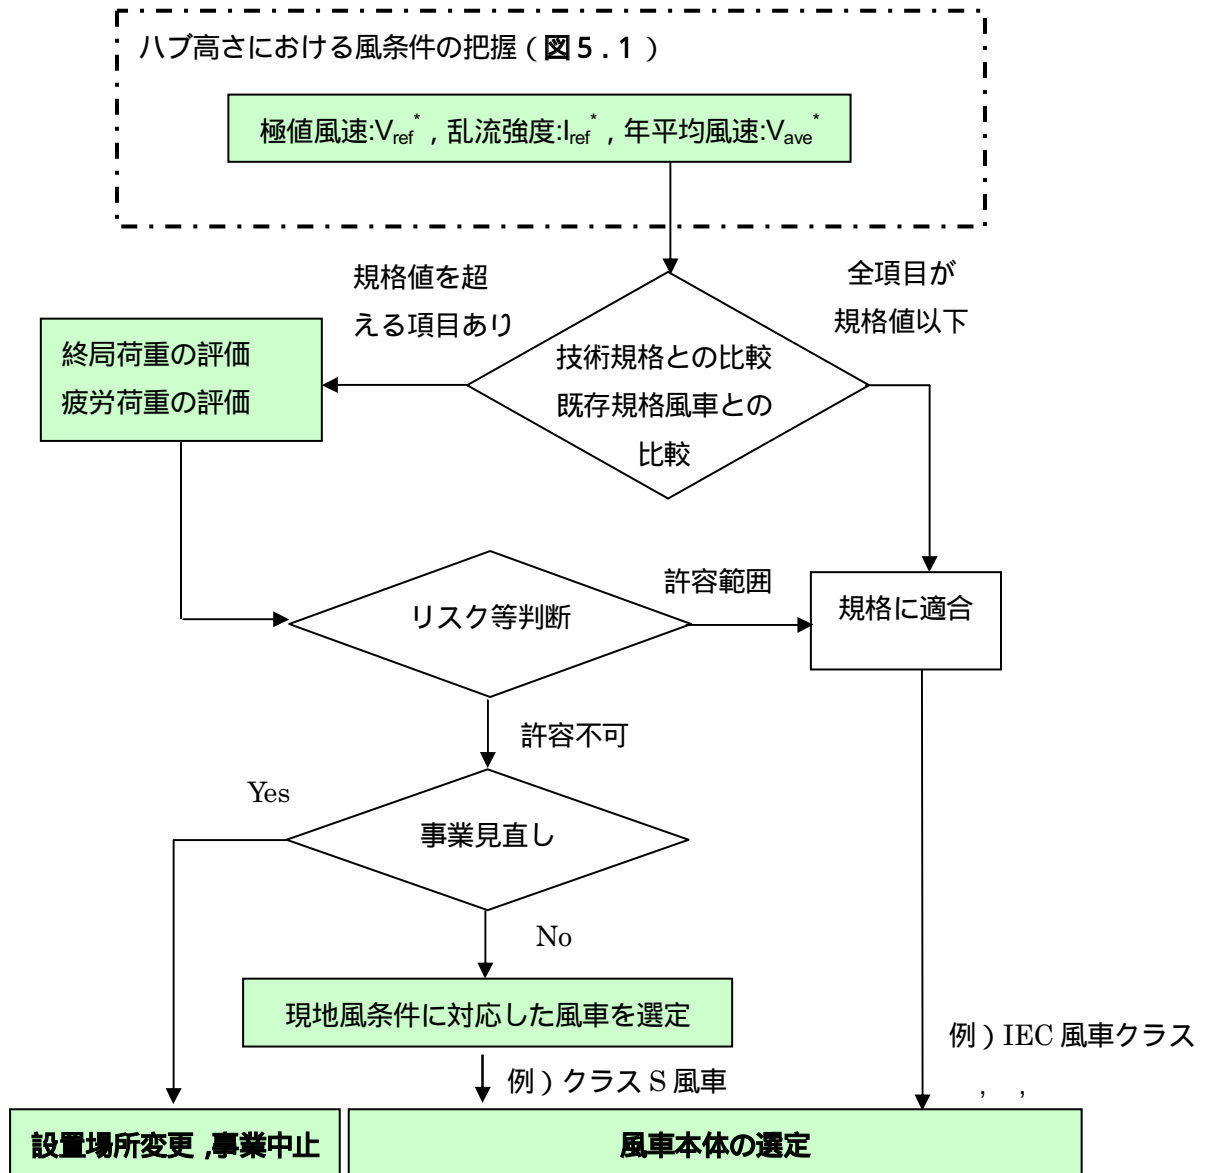 ハブ高さにおける風条件の把握（図5．1）
極値風速:Vref*，乱流強度:Iref*，年平均風速:Vave*
規格値を超
える項目あり
全項目が
規格値以下
技術規格との比較
既存規格風車との
比較
終局荷重の評価
疲労荷重の評価
リスク等判断
許容範囲
規格に適合
許容不可
Yes
事業見直し
No
現地風条件に対応した風車を選定
例）IEC 風車クラス
，　，
例）クラス S 風車
設置場所変更，事業中止
風車本体の選定